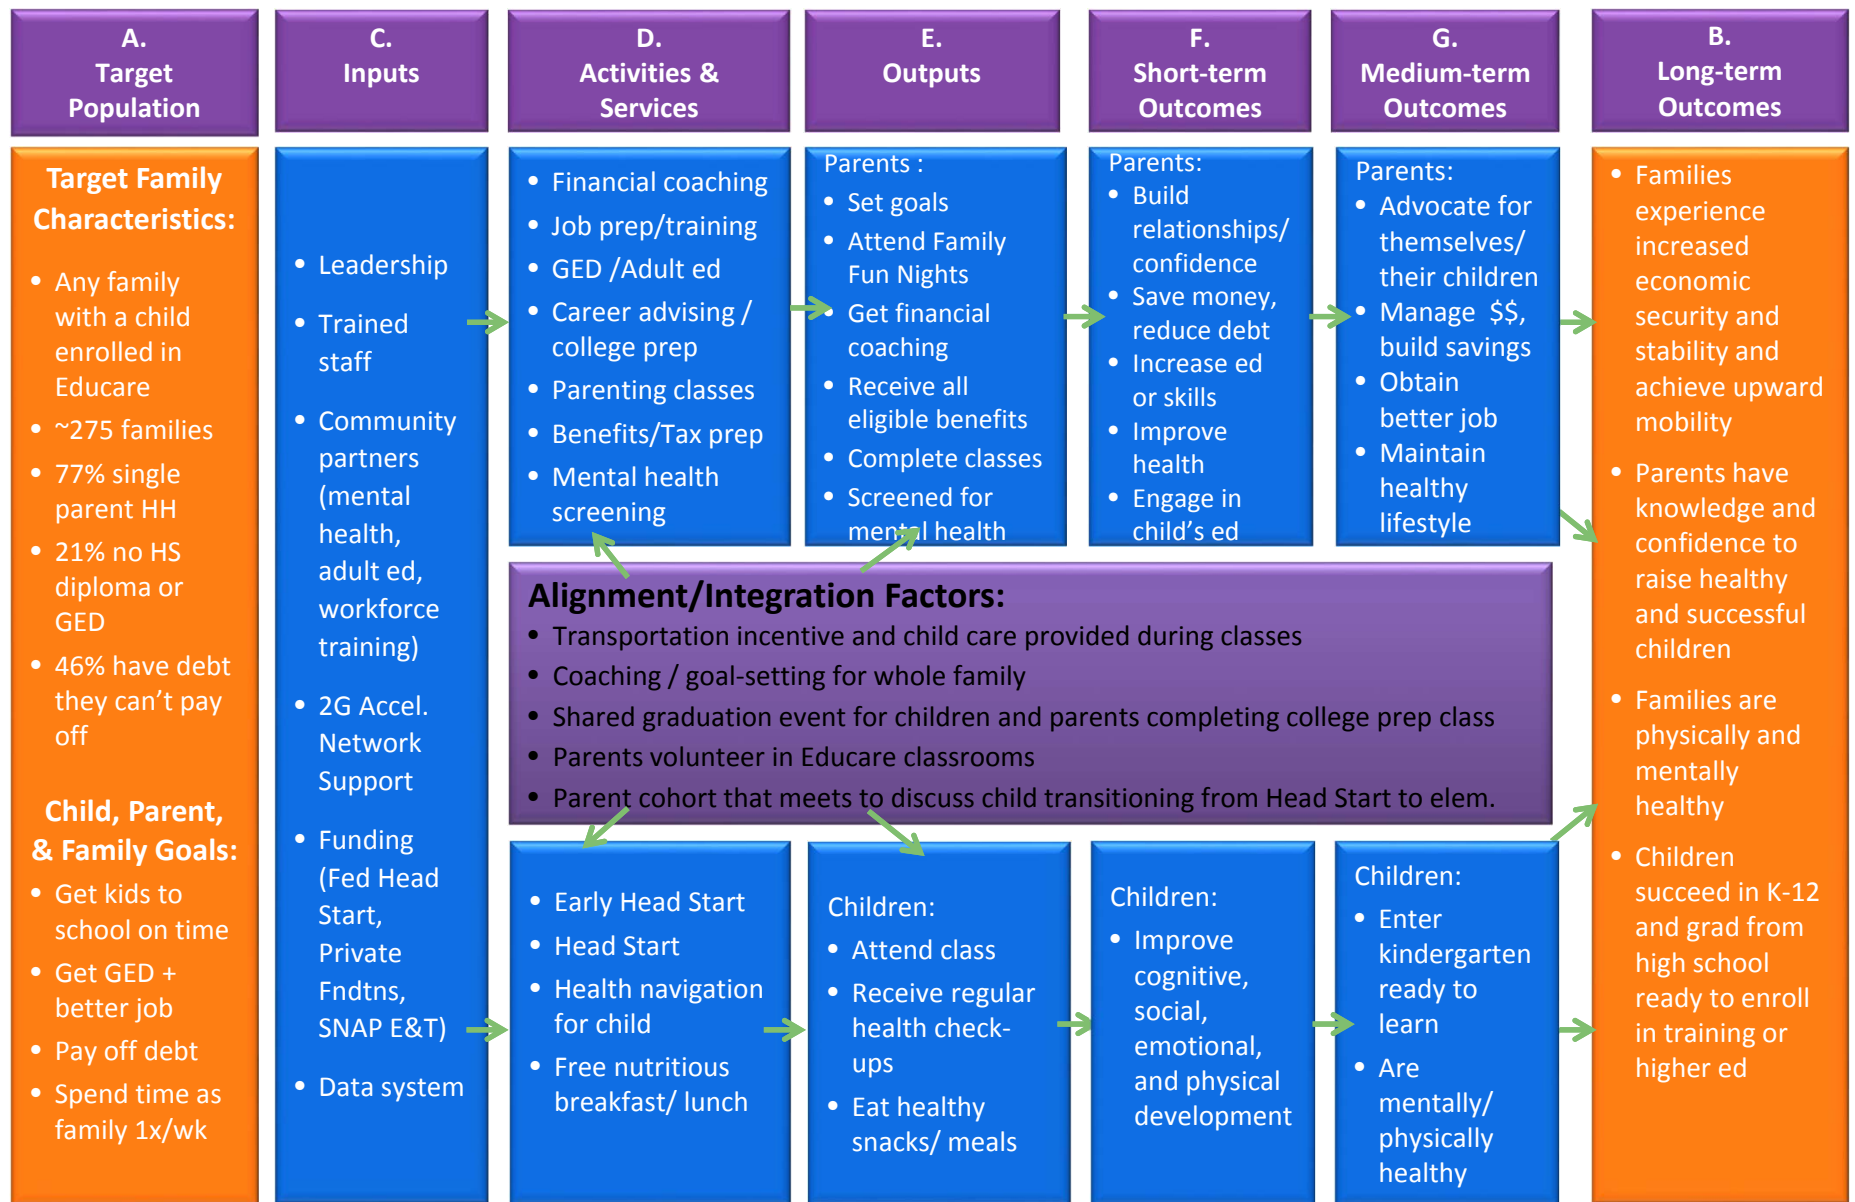 A.
Target
Population
C.
Inputs
D.
Activities &
Services
E.
Outputs
F.
Short-term
Outcomes
G.
Medium-term
Outcomes
B.
Long-term
Outcomes
Target Family
Characteristics:
• Any family
with a child
enrolled in
Educare
• ~275 families
• 77% single
parent HH
• 21% no HS
diploma or
GED
• 46% have debt
they can’t pay
off
Child, Parent,
& Family Goals:
• Get kids to
school on time
• Get GED +
better job
• Pay off debt
• Spend time as
family 1x/wk
• Leadership
• Trained
staff
• Community
partners
(mental
health,
adult ed,
workforce
training)
• 2G Accel.
Network
Support
• Funding
(Fed Head
Start,
Private
Fndtns,
SNAP E&T)
• Data system
• Financial coaching
• Job prep/training
• GED /Adult ed
• Career advising /
college prep
• Parenting classes
• Benefits/Tax prep
• Mental health
screening
Parents :
• Set goals
• Attend Family
Fun Nights
• Get financial
coaching
• Receive all
eligible benefits
• Complete classes
• Screened for
mental health
Parents:
• Build
relationships/
confidence
• Save money,
reduce debt
• Increase ed
or skills
• Improve
health
• Engage in
child’s ed
Parents:
• Advocate for
themselves/
their children
• Manage $$,
build savings
• Obtain
better job
• Maintain
healthy
lifestyle
Alignment/Integration Factors:
• Transportation incentive and child care provided during classes
• Coaching / goal-setting for whole family
• Shared graduation event for children and parents completing college prep class
• Parents volunteer in Educare classrooms
• Parent cohort that meets to discuss child transitioning from Head Start to elem.
• Early Head Start
• Head Start
• Health navigation
for child
• Free nutritious
breakfast/ lunch
Children:
• Attend class
• Receive regular
health check-
ups
• Eat healthy
snacks/ meals
Children:
• Improve
cognitive,
social,
emotional,
and physical
development
Children:
• Enter
kindergarten
ready to
learn
• Are
mentally/
physically
healthy
• Families
experience
increased
economic
security and
stability and
achieve upward
mobility
• Parents have
knowledge and
confidence to
raise healthy
and successful
children
• Families are
physically and
mentally
healthy
• Children
succeed in K-12
and grad from
high school
ready to enroll
in training or
higher ed